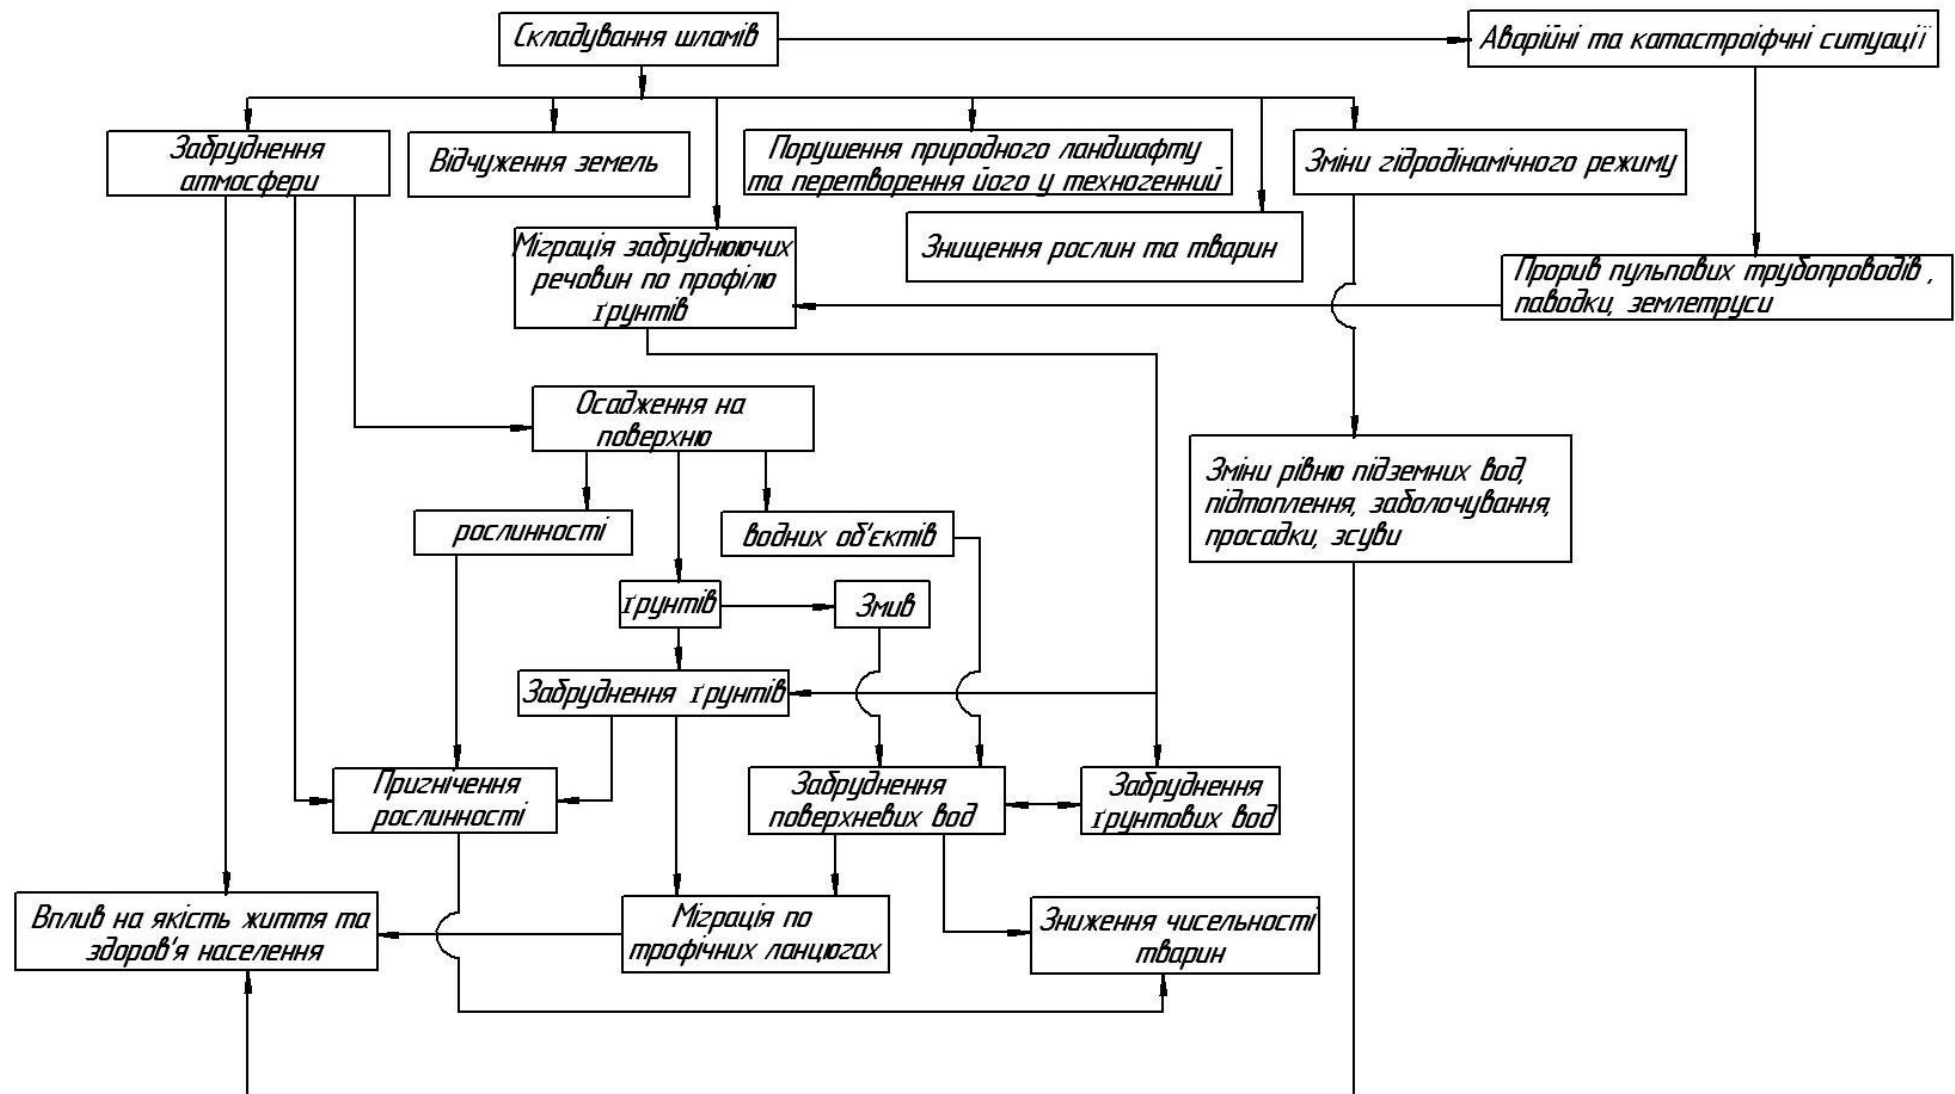 Складування шламів
Аварійні та катастроіфчні ситуації
Забруднення
атмосфери
Відчуження земель
Порушення природного ландшафту
та перетворення його у техногенний
Зміни гідродінамічного режиму
Міграція забруднюючих
речовин по профілю
ґрунтів
Знищення рослин та тварин
Прорив пульпових трубопроводів ,
паводки, землетруси
Осадження на
поверхню
Зміни рівню підземних вод,
підтоплення, заболочування,
просадки, зсуви
рослинності
водних об'єктів
ґрунтів
Змив
Забруднення ґрунтів
Пригнічення
рослинності
Забруднення
поверхневих вод
Забруднення
ґрунтових вод
Вплив на якість життя та
здоров'я населення
Міграція по
трофічних ланцюгах
Зниження чисельності
тварин